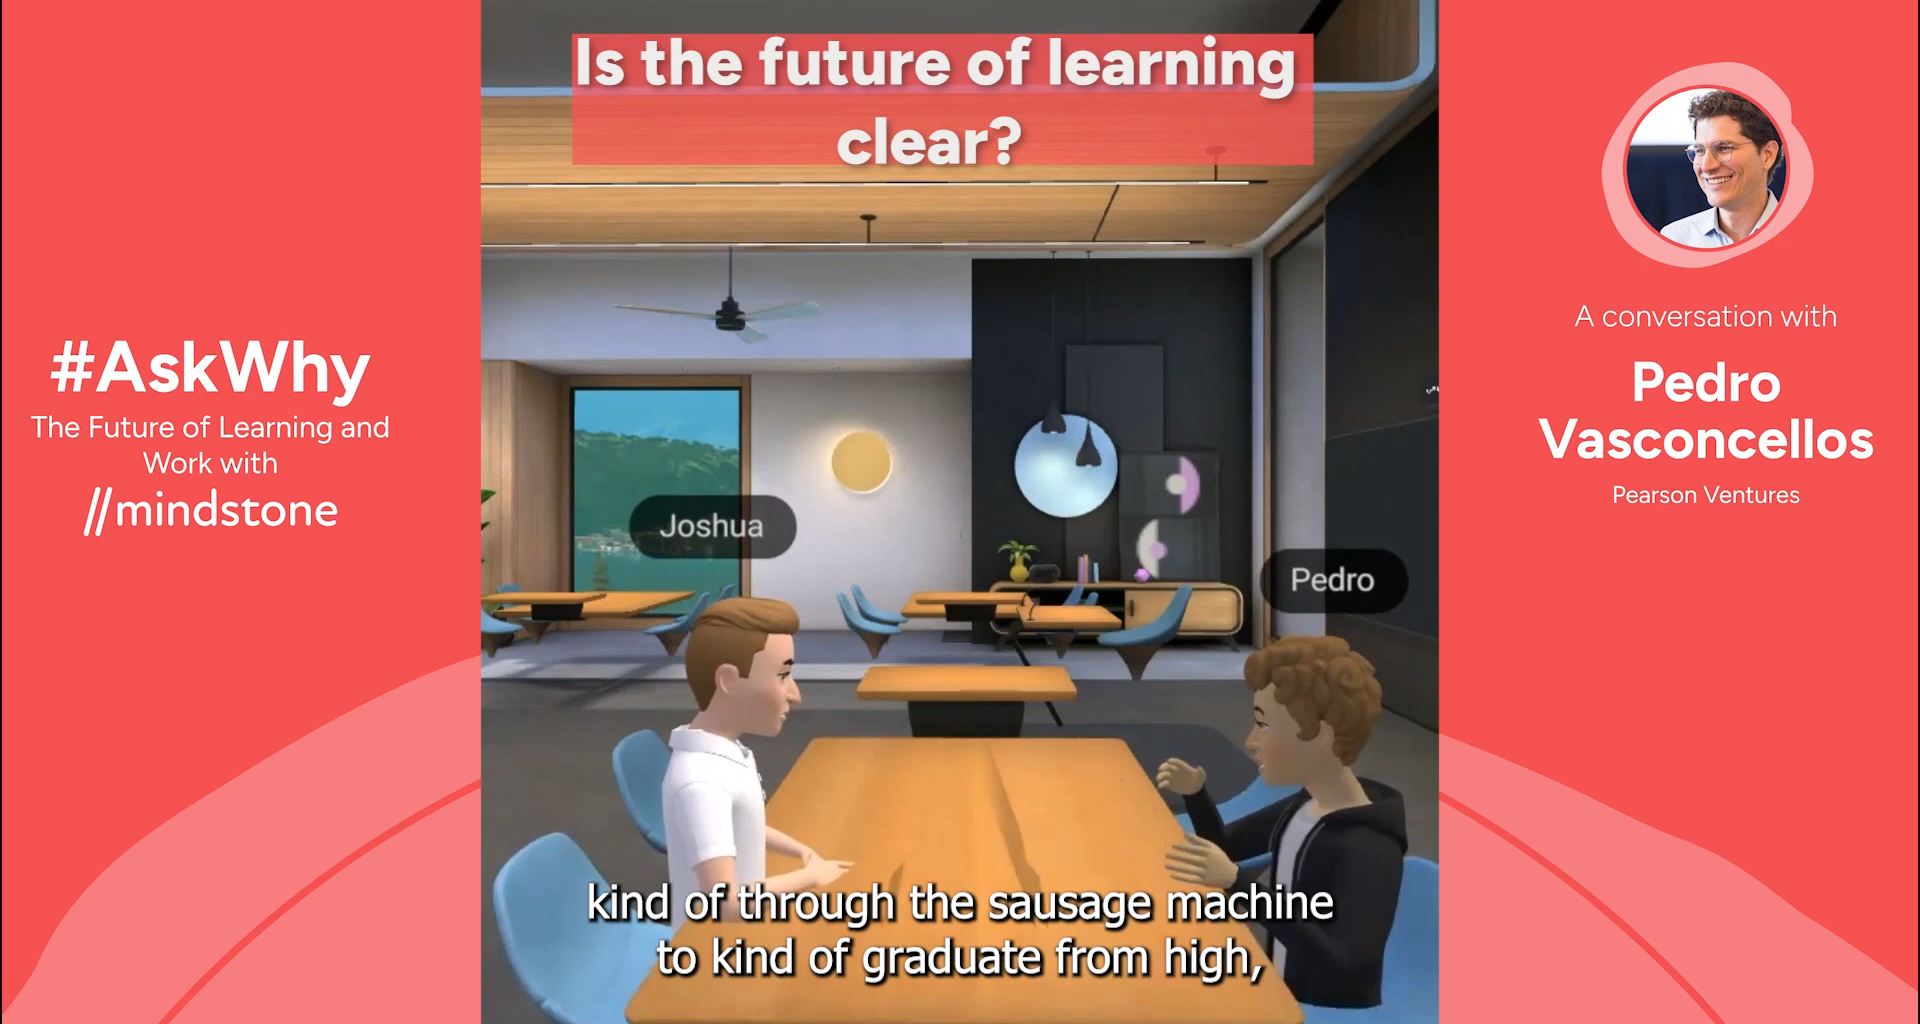 Is the future of learning
clear?
#AskWhy
The Future of Learning and
Work with
//mindstone
A conversation with
Pedro
Vasconcellos
Pearson Ventures
Joshua
Pedro
kind of through the sausage machine
to kind of graduate from high,